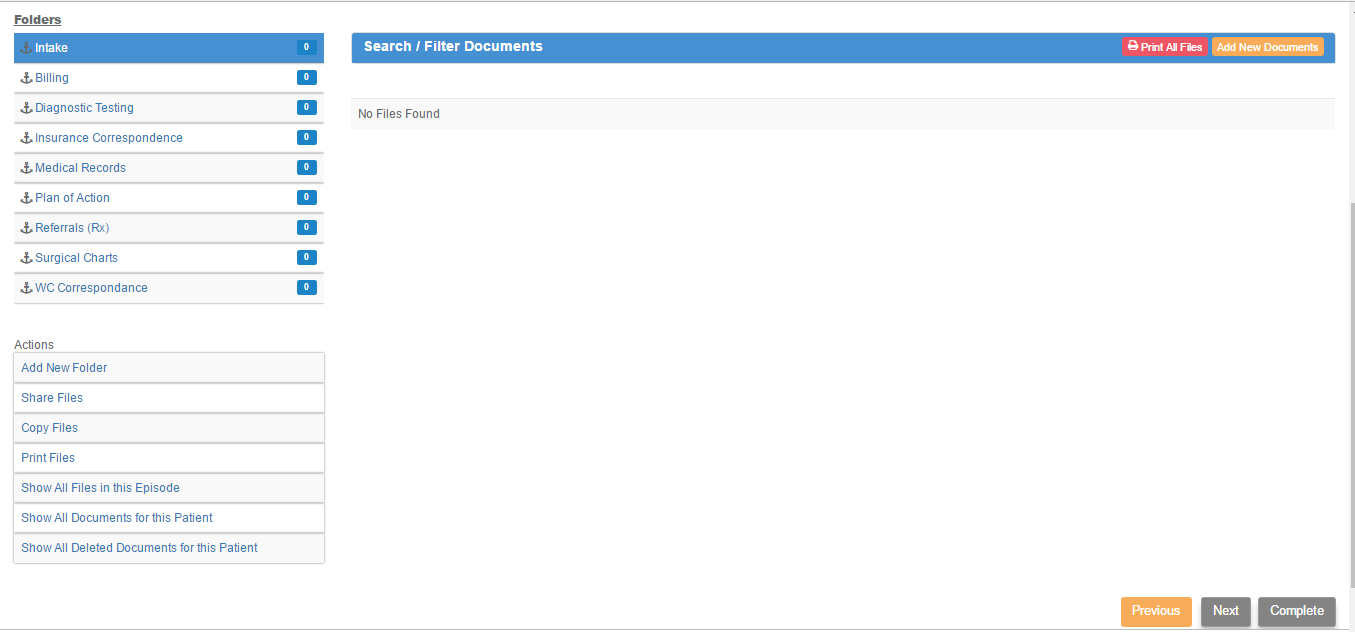 Folders
Intake 0
Billing 0
Diagnostic Testing 0
Insurance Correspondence 0
Medical Records 0
Plan of Action 0
Referrals (Rx) 0
Surgical Charts 0
WC Correspondance 0
Actions
Add New Folder
Share Files
Copy Files
Print Files
Show All Files in this Episode
Show All Documents for this Patient
Show All Deleted Documents for this Patient
Search / Filter Documents Print All Files Add New Documents
No Files Found
Previous Next Complete